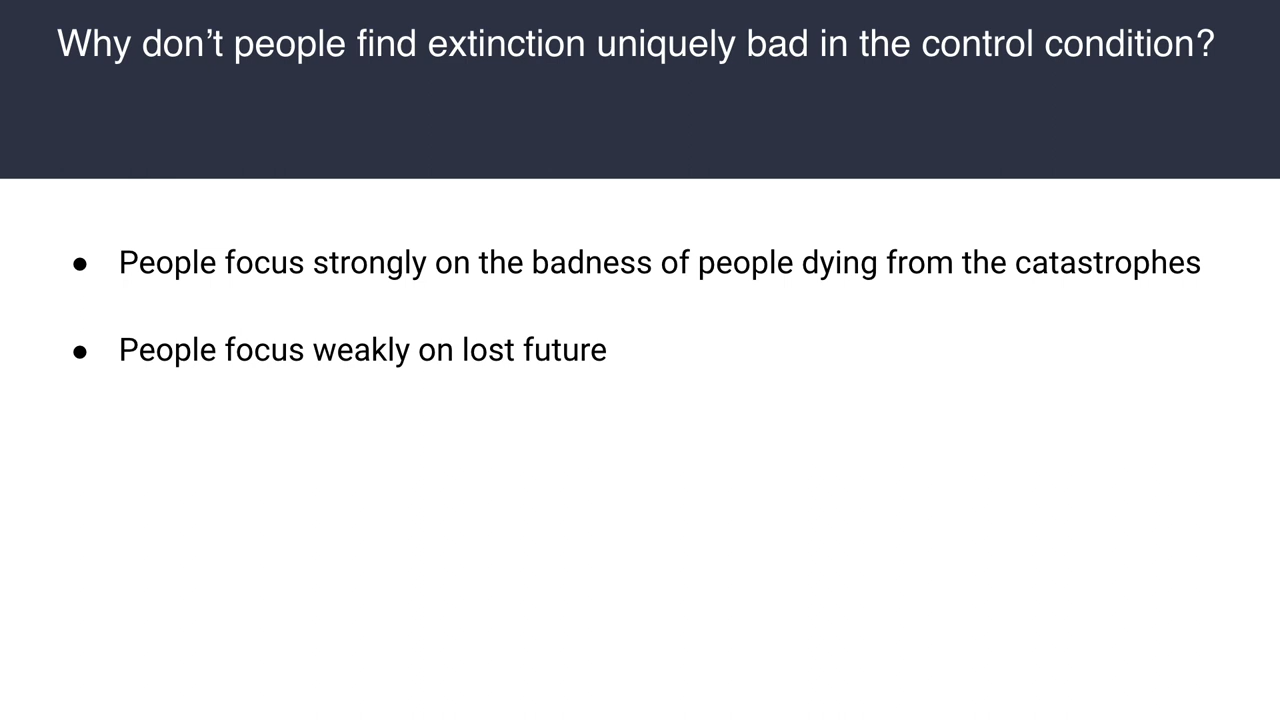 Why don’t people find extinction uniquely bad in the control condition?
● People focus strongly on the badness of people dying from the catastrophes
● People focus weakly on lost future